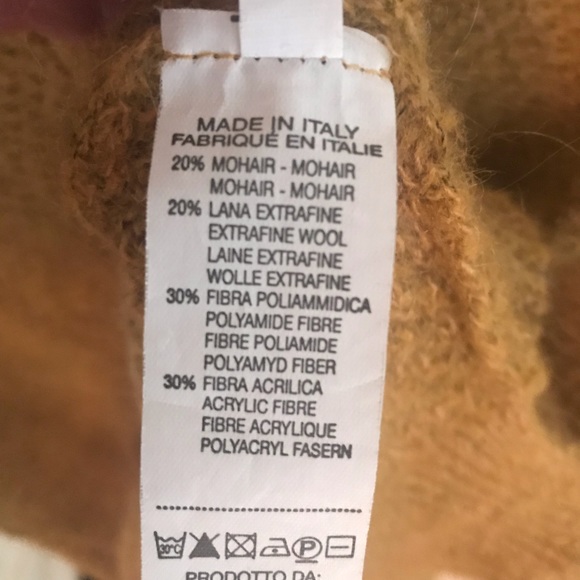 MADE IN ITALY
FABRIQUÉ EN ITALIE
20% MOHAIR - MOHAIR
MOHAIR - MOHAIR
20% LANA EXTRAFINE
EXTRAFINE WOOL
LAINE EXTRAFINE
WOLLE EXTRAFINE
30% FIBRA POLIAMMIDICA
POLYAMIDE FIBRE
FIBRE POLIAMIDE
POLYAMYD FIBER
30% FIBRA ACRILICA
ACRYLIC FIBRE
FIBRE ACRYLIQUE
POLYACRYL FASERN
30°C P
PRODOTTO DA: